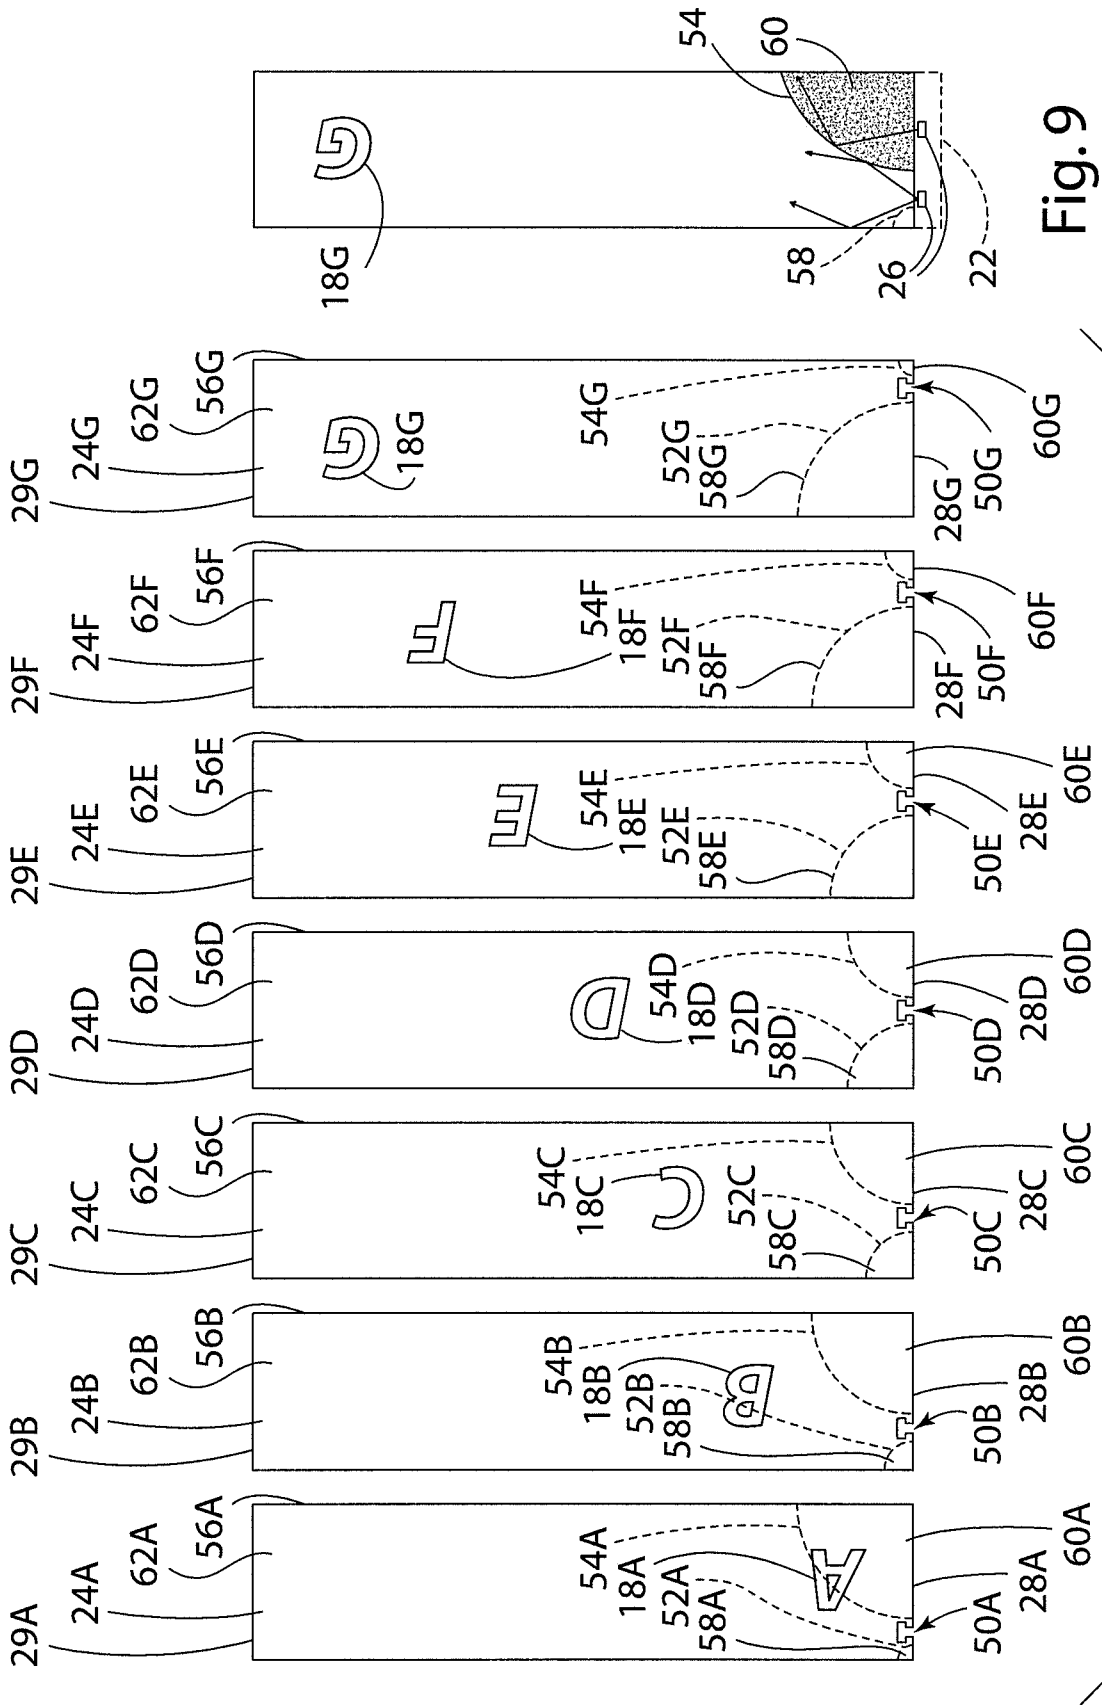 29A 29B 29C 29D 29E 29F 29G
24A 24B 24C 24D 24E 24F 24G
62A 62B 62C 62D 62E 62F 62G
56A 56B 56C 56D 56E 56F 56G
A B C D E F G G
54A 54B 54C 54D 54E 54F 54G
18A 18B 18C 18D 18E 18F 18G 18G
52A 52B 52C 52D 52E 52F 52G
58A 58B 58C 58D 58E 58F 58G
50A 50B 50C 50D 50E 50F 50G
28A 28B 28C 28D 28E 28F 28G
60A 60B 60C 60D 60E 60F 60G
54
60
58
26
22
Fig. 9